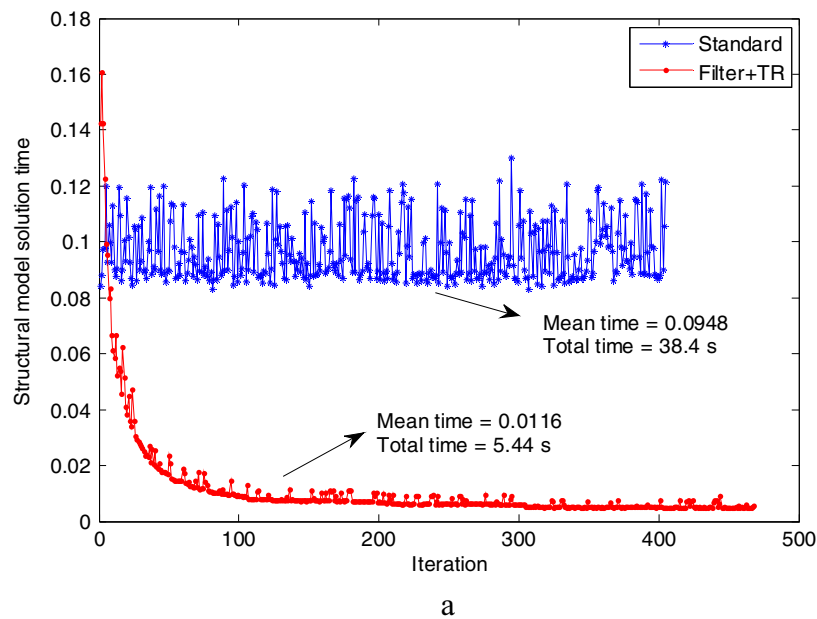 0.18
0.16
0.14
0.12
0.1
0.08
0.06
0.04
0.02
0
Structural model solution time
Standard
Filter+TR
Mean time = 0.0948
Total time = 38.4 s
Mean time = 0.0116
Total time = 5.44 s
0 100 200 300 400 500
Iteration
a